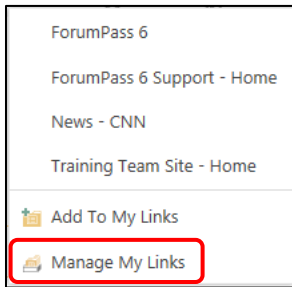 ForumPass 6
ForumPass 6 Support - Home
News - CNN
Training Team Site - Home
Add To My Links
Manage My Links